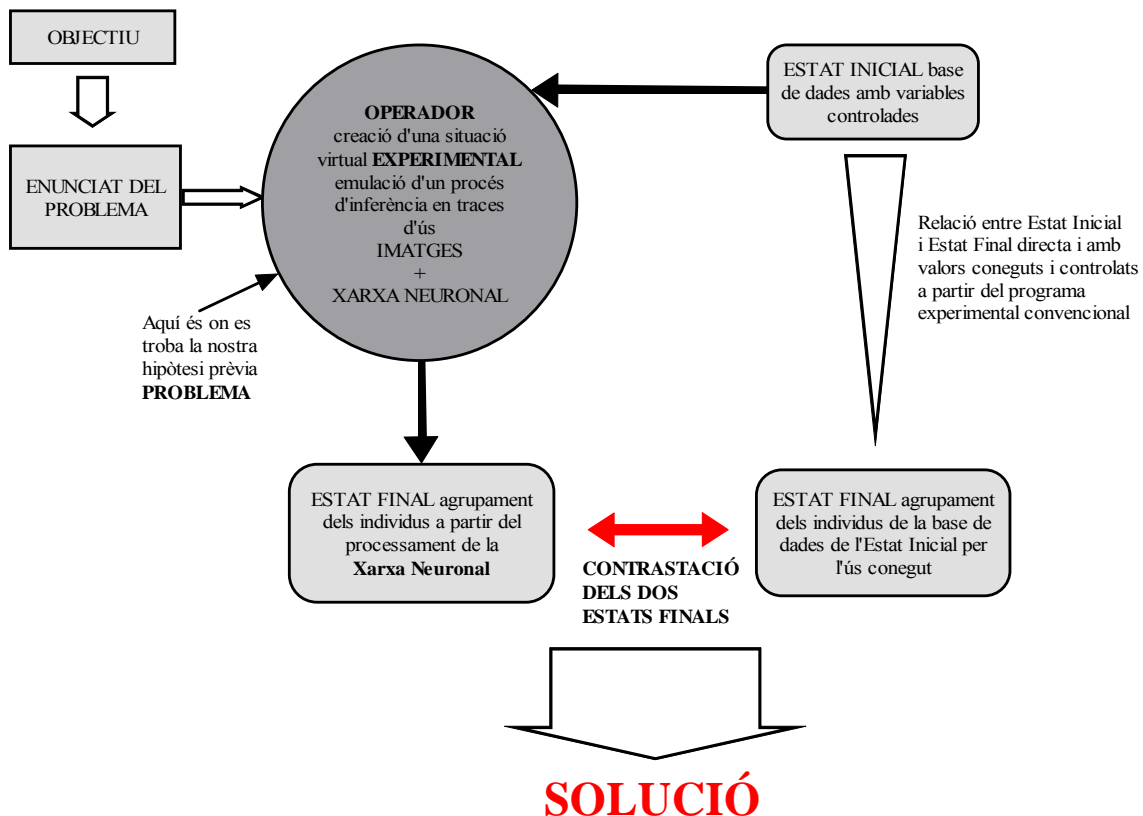 OBJECTIU
ENUNCIAT DEL
PROBLEMA
OPERADOR
creació d'una situació
virtual EXPERIMENTAL
emulació d'un procés
d'inferència en traces
d'ús
IMATGES
+
XARXA NEURONAL
Aquí és on es
troba la nostra
hipòtesi prèvia
PROBLEMA
ESTAT INICIAL base
de dades amb variables
controlades
Relació entre Estat Inicial
i Estat Final directa i amb
valors coneguts i controlats
a partir del programa
experimental convencional
ESTAT FINAL agrupament
dels individus a partir del
processament de la
Xarxa Neuronal
CONTRASTACIÓ
DELS DOS
ESTATS FINALS
ESTAT FINAL agrupament
dels individus de la base de
dades de l'Estat Inicial per
l'ús conegut
SOLUCIÓ